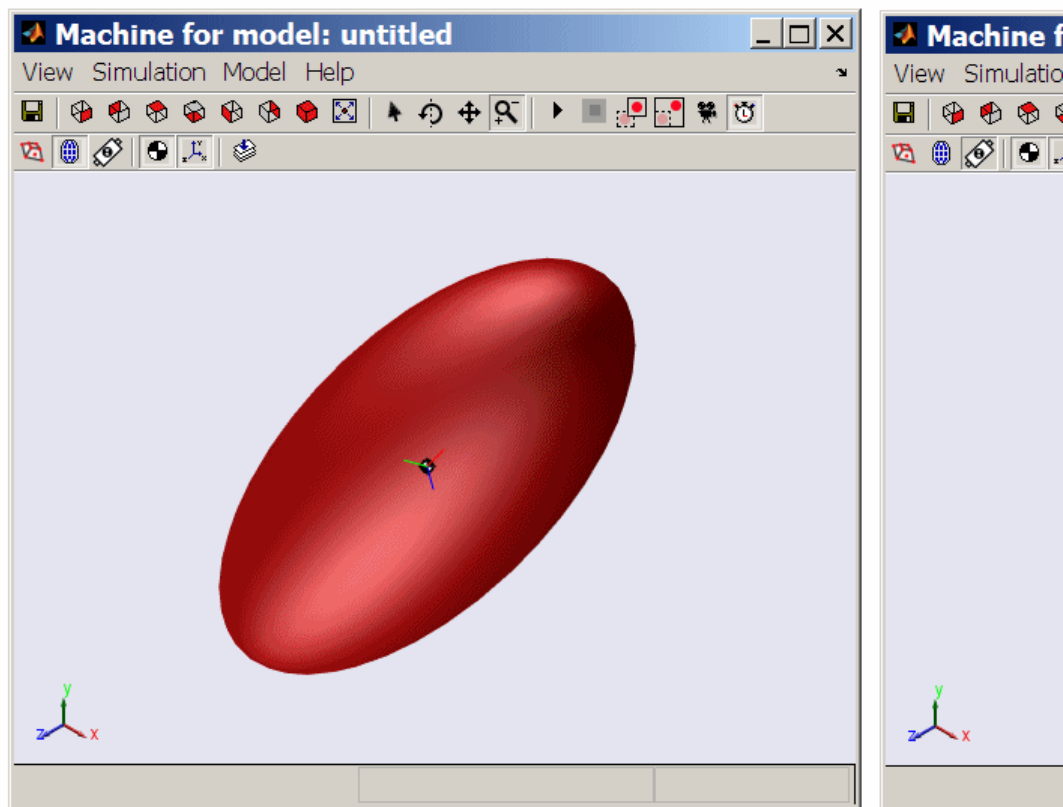 Machine for model: untitled
View Simulation Model Help
y
z x
Machine f
View Simulatio
y
z x